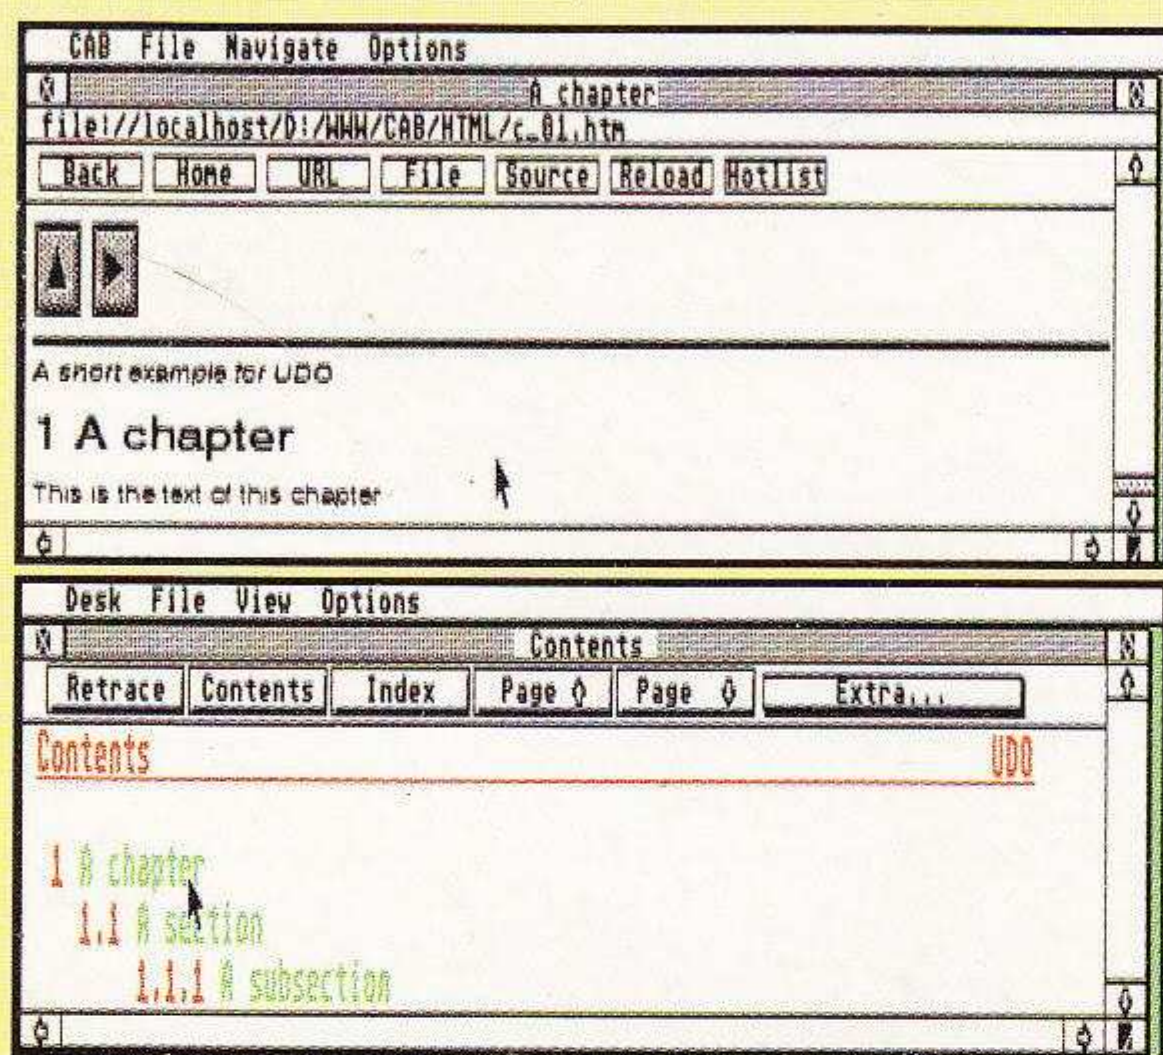 CAB File Navigate Options
A chapter
file://localhost/D:/WWW/CAB/HTML/c_01.htm
Back Home URL File Source Reload Hotlist
A short example for UDO
1 A chapter
This is the text of this chapter
Desk File View Options
Contents
Retrace Contents Index Page ⇧ Page ⇩ Extra...
Contents UDO
1 A chapter
1.1 A section
1.1.1 A subsection